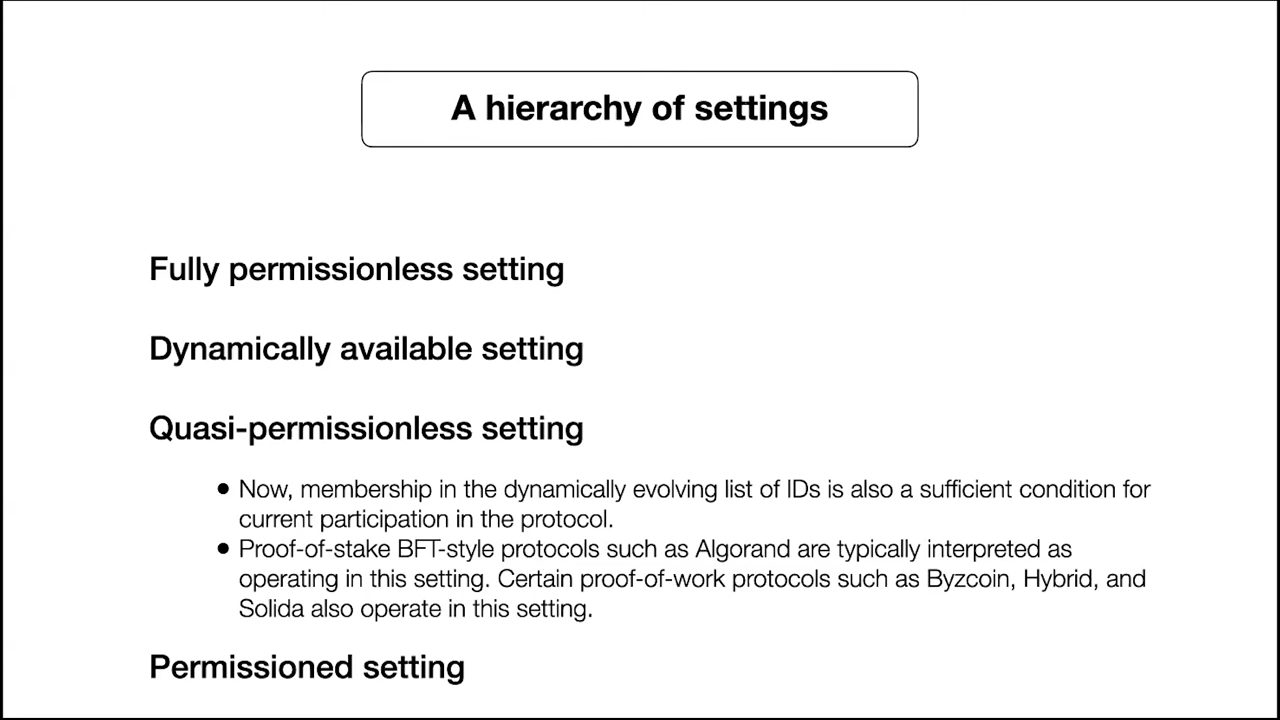 A hierarchy of settings
Fully permissionless setting
Dynamically available setting
Quasi-permissionless setting
● Now, membership in the dynamically evolving list of IDs is also a sufficient condition for
current participation in the protocol.
● Proof-of-stake BFT-style protocols such as Algorand are typically interpreted as
operating in this setting. Certain proof-of-work protocols such as Byzcoin, Hybrid, and
Solida also operate in this setting.
Permissioned setting